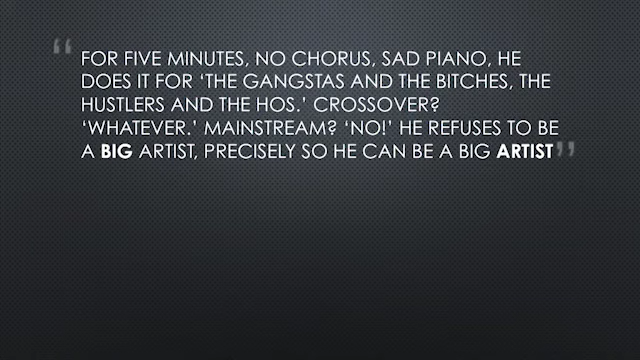 “ FOR FIVE MINUTES, NO CHORUS, SAD PIANO, HE
DOES IT FOR ‘THE GANGSTAS AND THE BITCHES, THE
HUSTLERS AND THE HOS.’ CROSSOVER?
‘WHATEVER.’ MAINSTREAM? ‘NO!’ HE REFUSES TO BE
A BIG ARTIST, PRECISELY SO HE CAN BE A BIG ARTIST ”